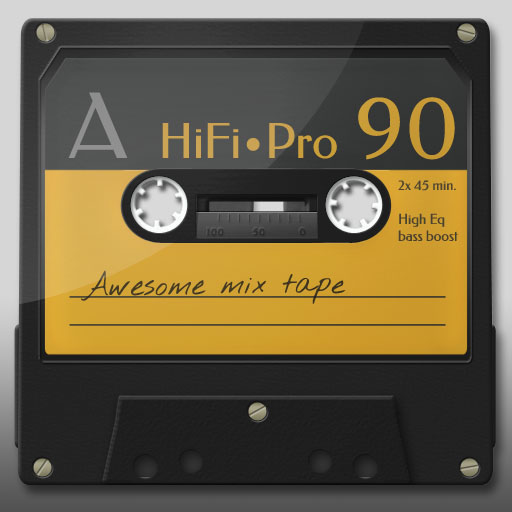 A HiFi•Pro 90
2x 45 min.
High Eq
bass boost
100 50 0
Awesome mix tape